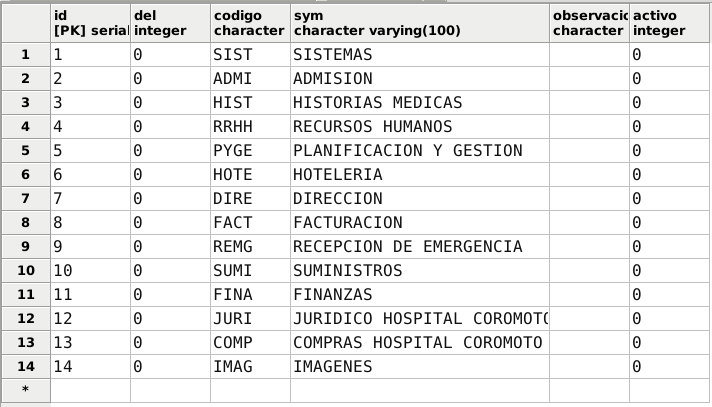 id del codigo sym observacio activo
[PK] serial integer character character varying(100) character integer
1 1 0 SIST SISTEMAS 0
2 2 0 ADMI ADMISION 0
3 3 0 HIST HISTORIAS MEDICAS 0
4 4 0 RRHH RECURSOS HUMANOS 0
5 5 0 PYGE PLANIFICACION Y GESTION 0
6 6 0 HOTE HOTELERIA 0
7 7 0 DIRE DIRECCION 0
8 8 0 FACT FACTURACION 0
9 9 0 REMG RECEPCION DE EMERGENCIA 0
10 10 0 SUMI SUMINISTROS 0
11 11 0 FINA FINANZAS 0
12 12 0 JURI JURIDICO HOSPITAL COROMOTO 0
13 13 0 COMP COMPRAS HOSPITAL COROMOTO 0
14 14 0 IMAG IMAGENES 0
*